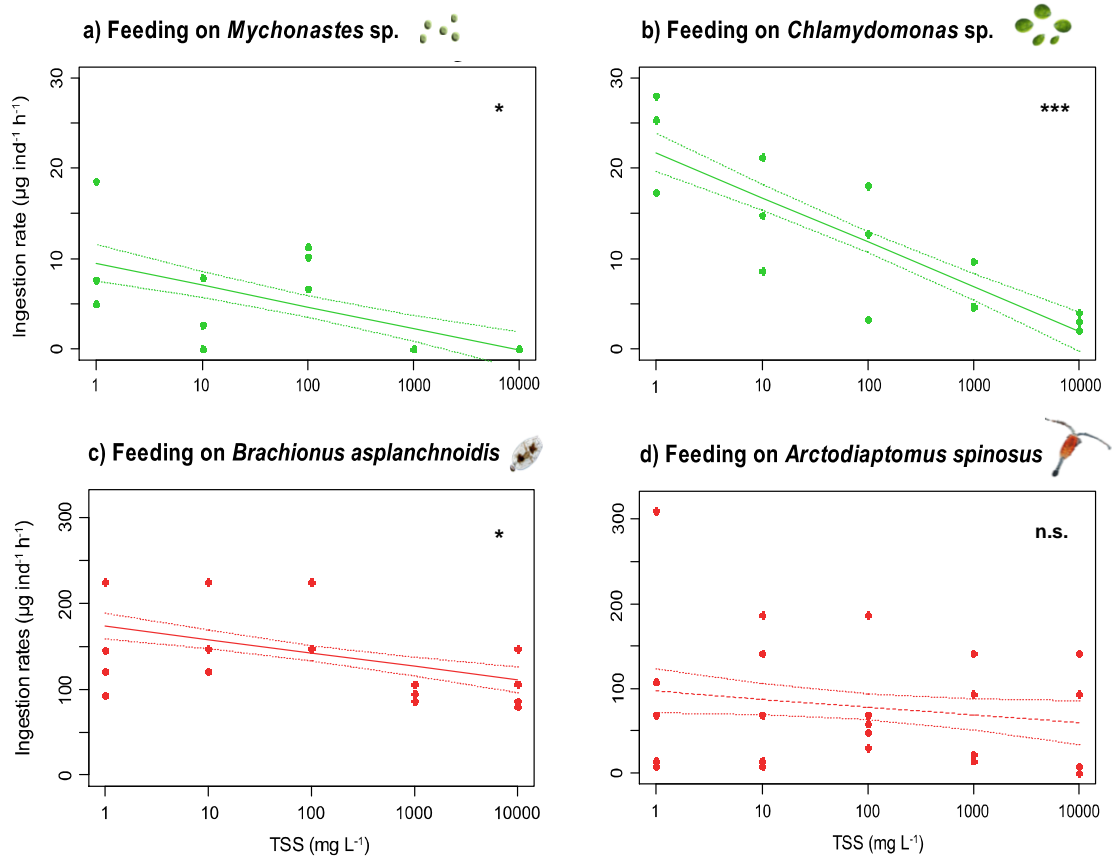 a) Feeding on Mychonastes sp.
b) Feeding on Chlamydomonas sp.
Ingestion rate (µg ind⁻¹ h⁻¹)
30
20
10
0
*
1 10 100 1000 10000
30
20
10
0
***
1 10 100 1000 10000
c) Feeding on Brachionus asplanchnoidis
d) Feeding on Arctodiaptomus spinosus
Ingestion rates (µg ind⁻¹ h⁻¹)
300
200
100
0
*
1 10 100 1000 10000
TSS (mg L⁻¹)
300
200
100
0
n.s.
1 10 100 1000 10000
TSS (mg L⁻¹)